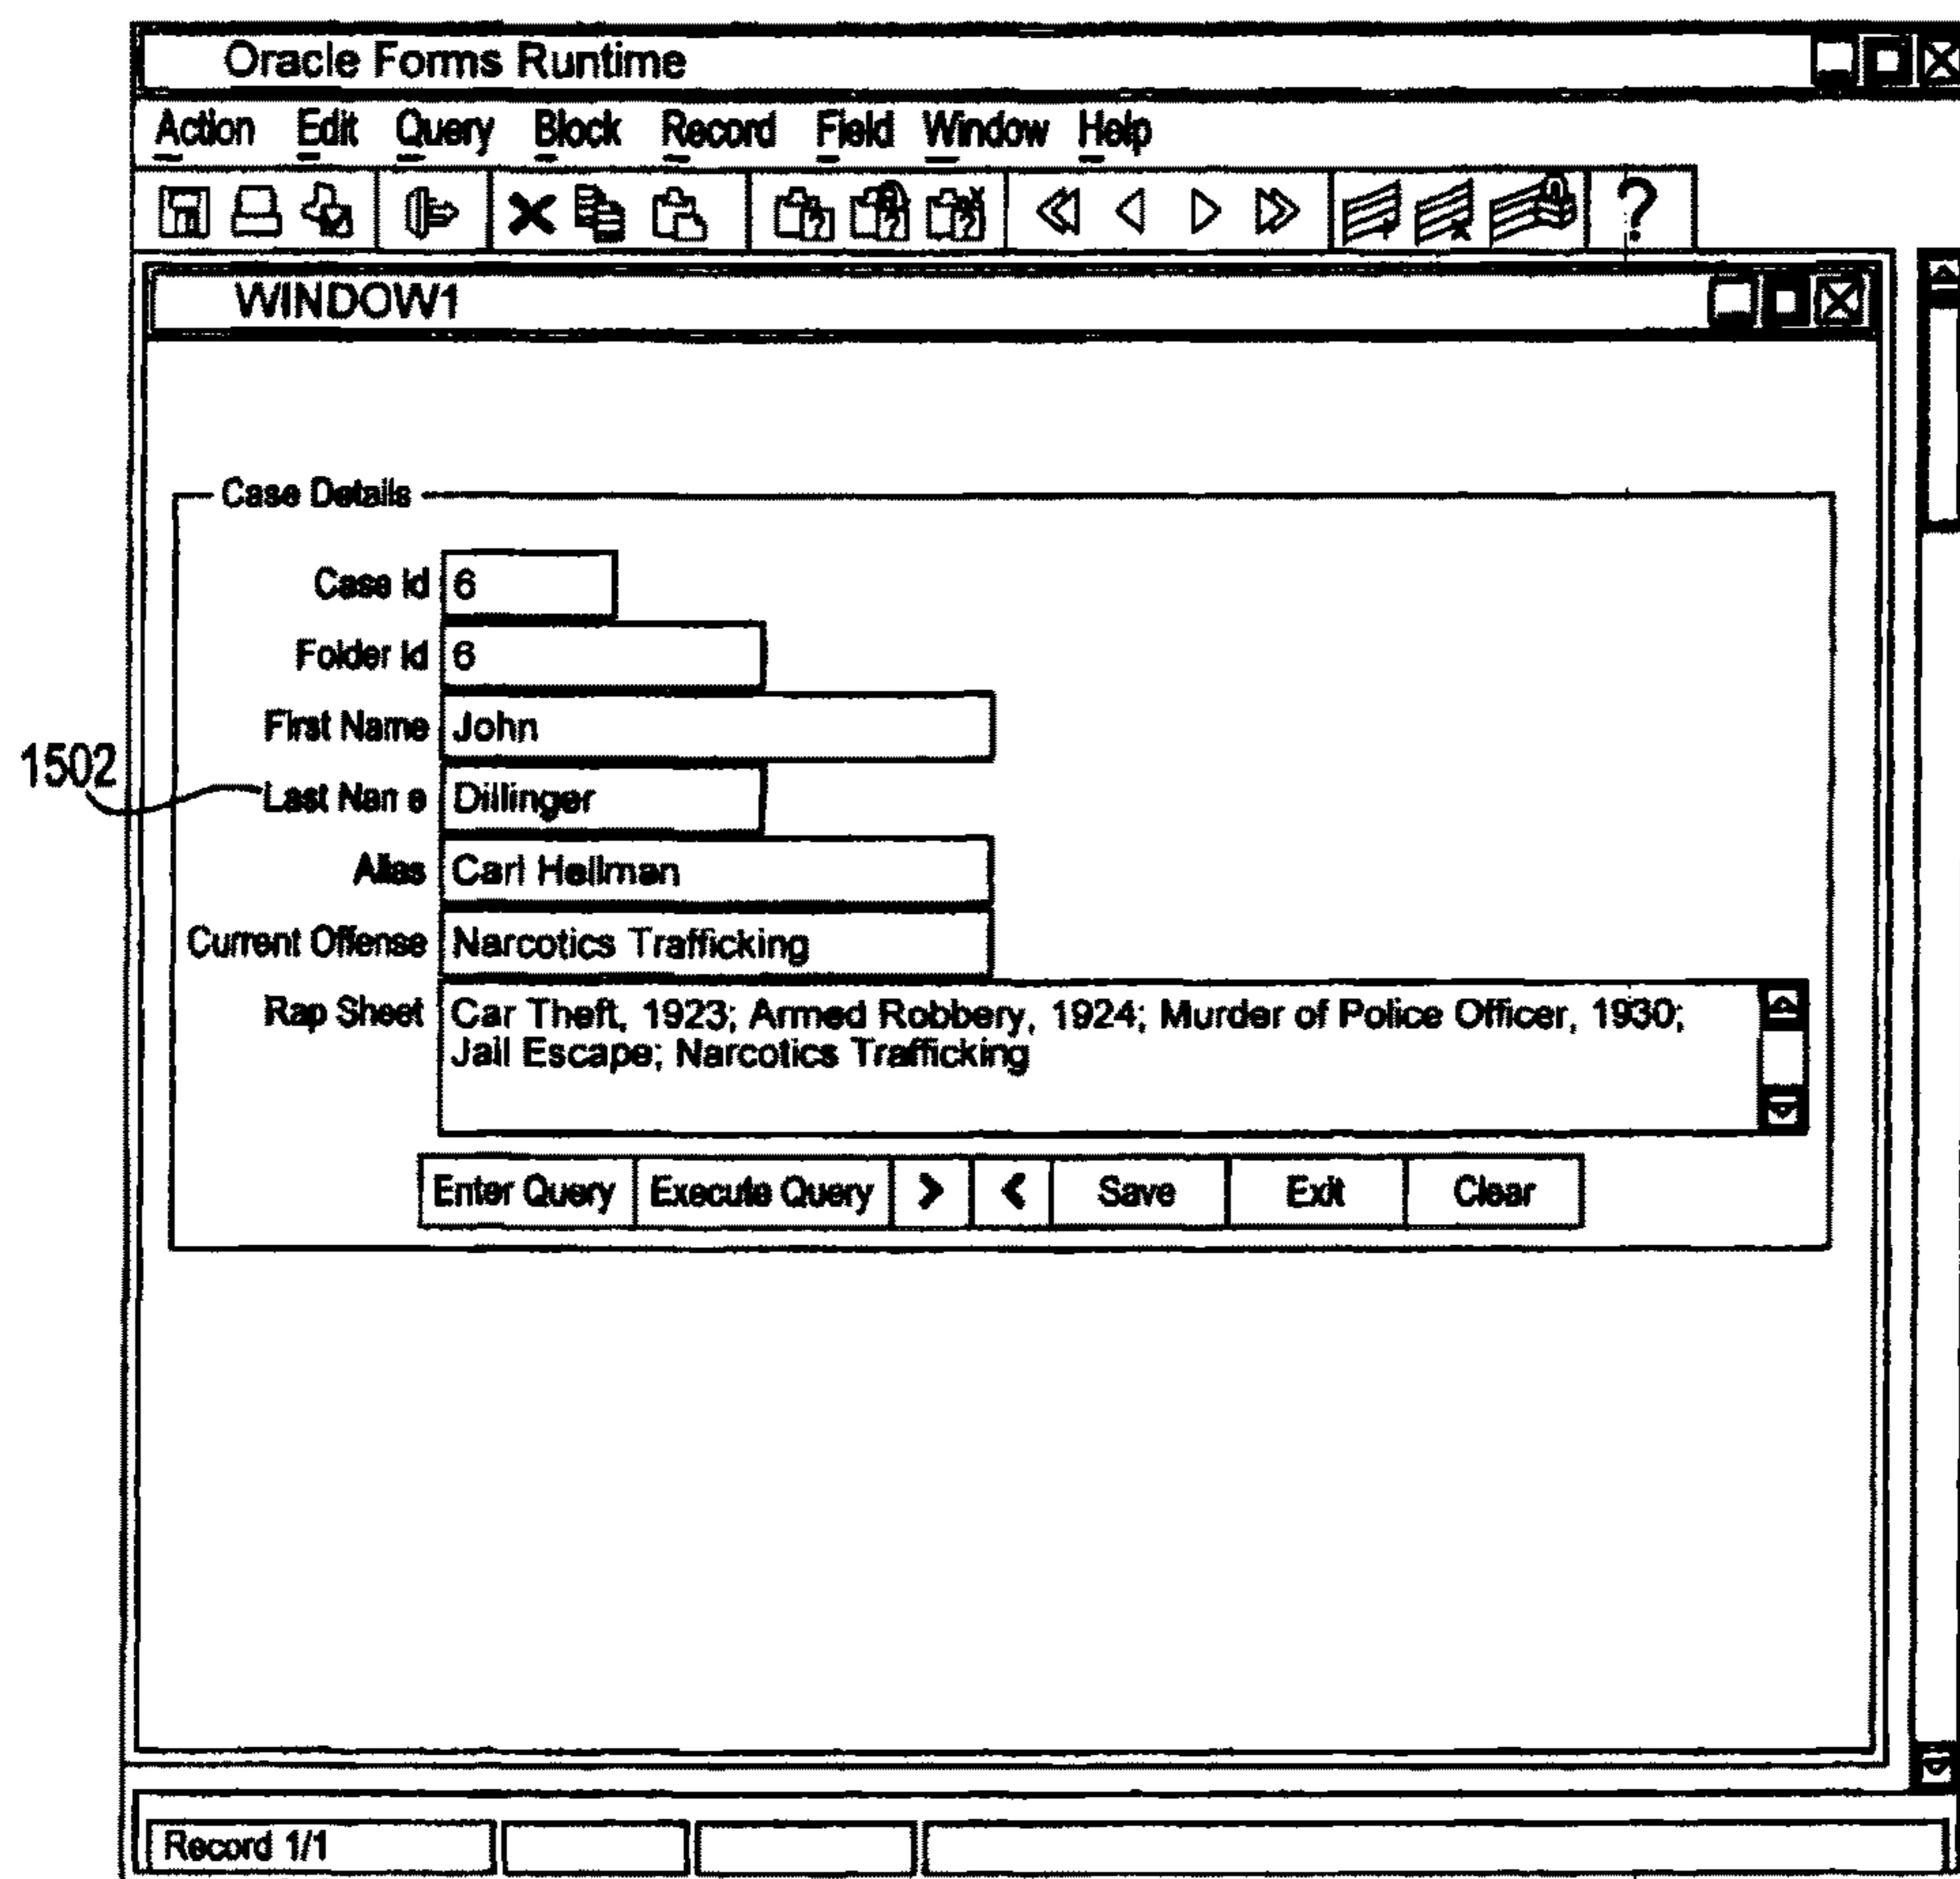 Oracle Forms Runtime
Action Edit Query Block Record Field Window Help
WINDOW1
Case Details
Case Id 6
Folder Id 6
First Name John
1502
Last Name Dillinger
Alias Carl Hellman
Current Offense Narcotics Trafficking
Rap Sheet Car Theft, 1923; Armed Robbery, 1924; Murder of Police Officer, 1930;
Jail Escape; Narcotics Trafficking
Enter Query Execute Query > < Save Exit Clear
Record 1/1